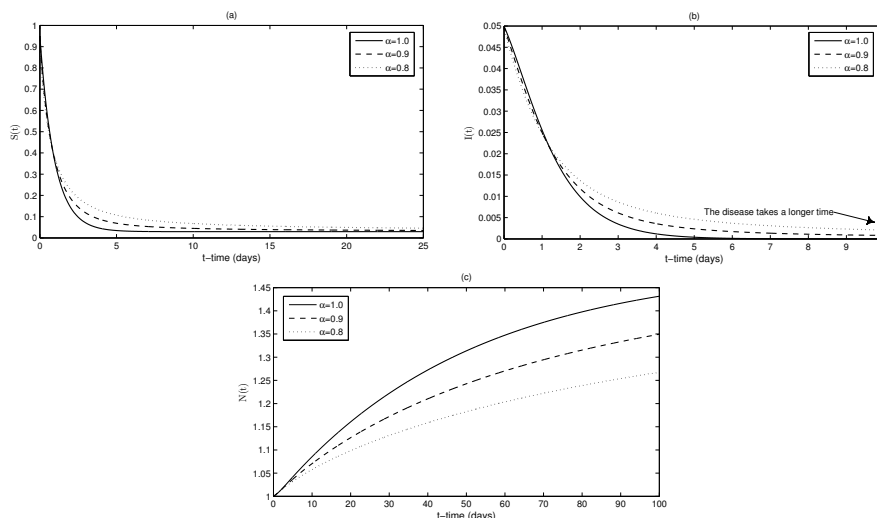 (a)
1
0.9
0.8
0.7
0.6
0.5
0.4
0.3
0.2
0.1
0
S(t)
0 5 10 15 20 25
t−time (days)
α=1.0
α=0.9
α=0.8
(b)
0.05
0.045
0.04
0.035
0.03
0.025
0.02
0.015
0.01
0.005
0
I(t)
0 1 2 3 4 5 6 7 8 9
t−time (days)
α=1.0
α=0.9
α=0.8
The disease takes a longer time
(c)
1.45
1.4
1.35
1.3
1.25
1.2
1.15
1.1
1.05
1
N(t)
0 10 20 30 40 50 60 70 80 90 100
t−time (days)
α=1.0
α=0.9
α=0.8